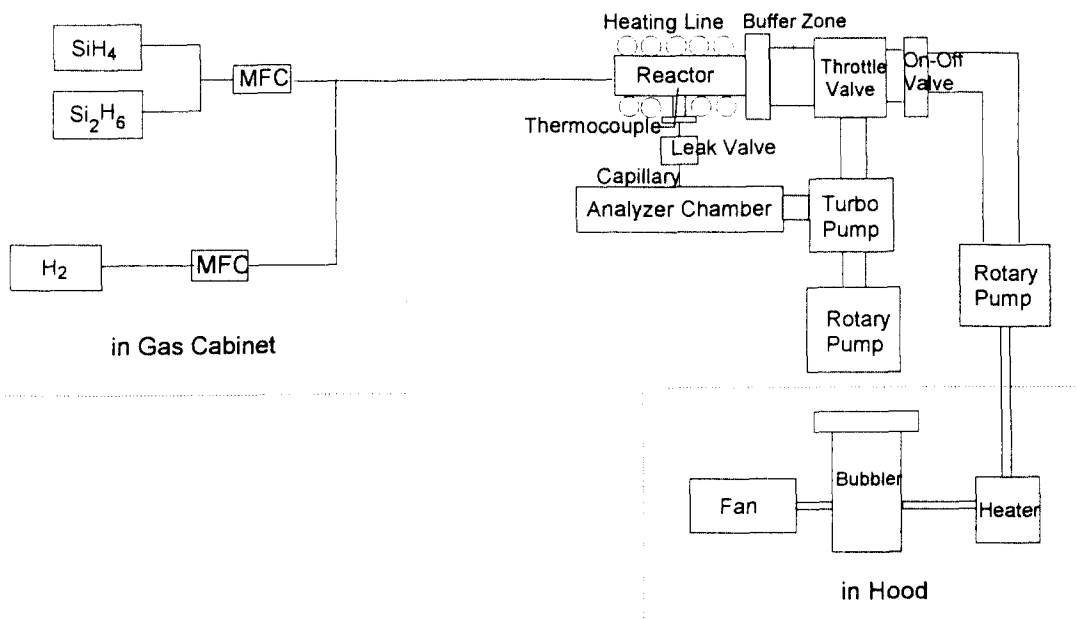 SiH4
Si2H6
MFC
H2
MFC
in Gas Cabinet
Heating Line
Buffer Zone
Reactor
Throttle
Valve
On-Off
Valve
Thermocouple
Leak Valve
Capillary
Analyzer Chamber
Turbo
Pump
Rotary
Pump
Rotary
Pump
Fan
Bubbler
Heater
in Hood